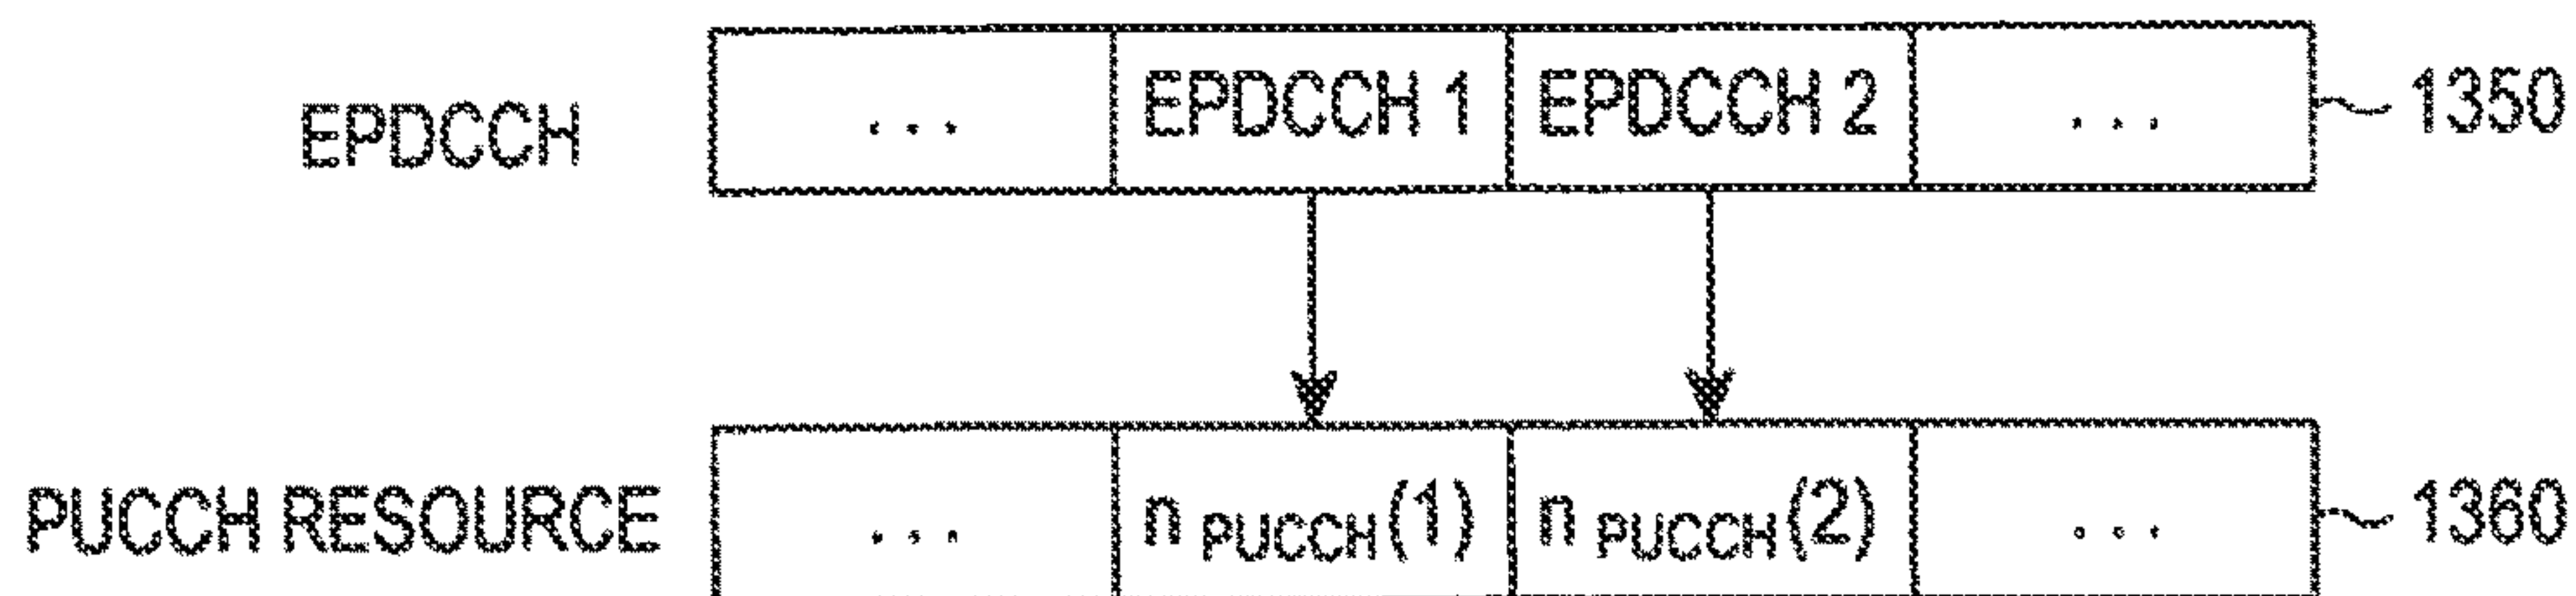 EPDCCH ... EPDCCH 1 EPDCCH 2 ... 1350
PUCCH RESOURCE ... n PUCCH(1) n PUCCH(2) ... 1360